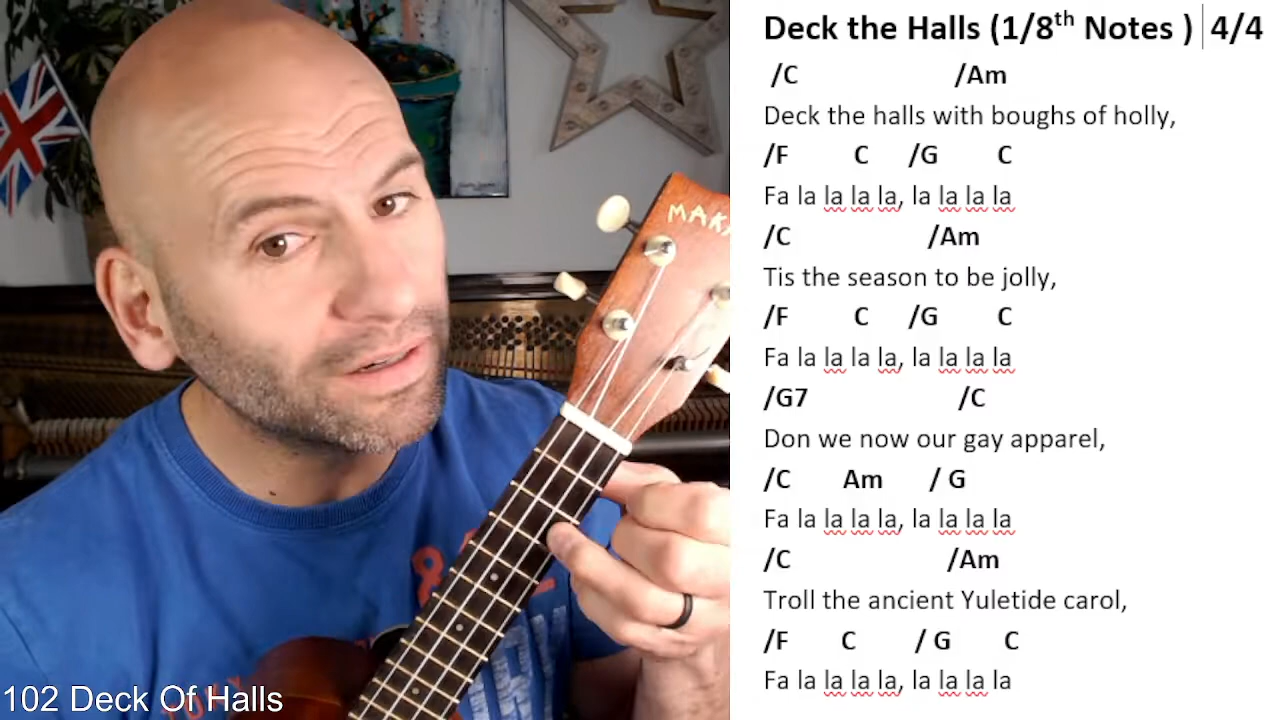 Deck the Halls (1/8th Notes ) 4/4
/C /Am
Deck the halls with boughs of holly,
/F C /G C
Fa la la la la, la la la la
/C /Am
Tis the season to be jolly,
/F C /G C
Fa la la la la, la la la la
/G7 /C
Don we now our gay apparel,
/C Am / G
Fa la la la la, la la la la
/C /Am
Troll the ancient Yuletide carol,
/F C / G C
Fa la la la la, la la la la
MAK
102 Deck Of Halls